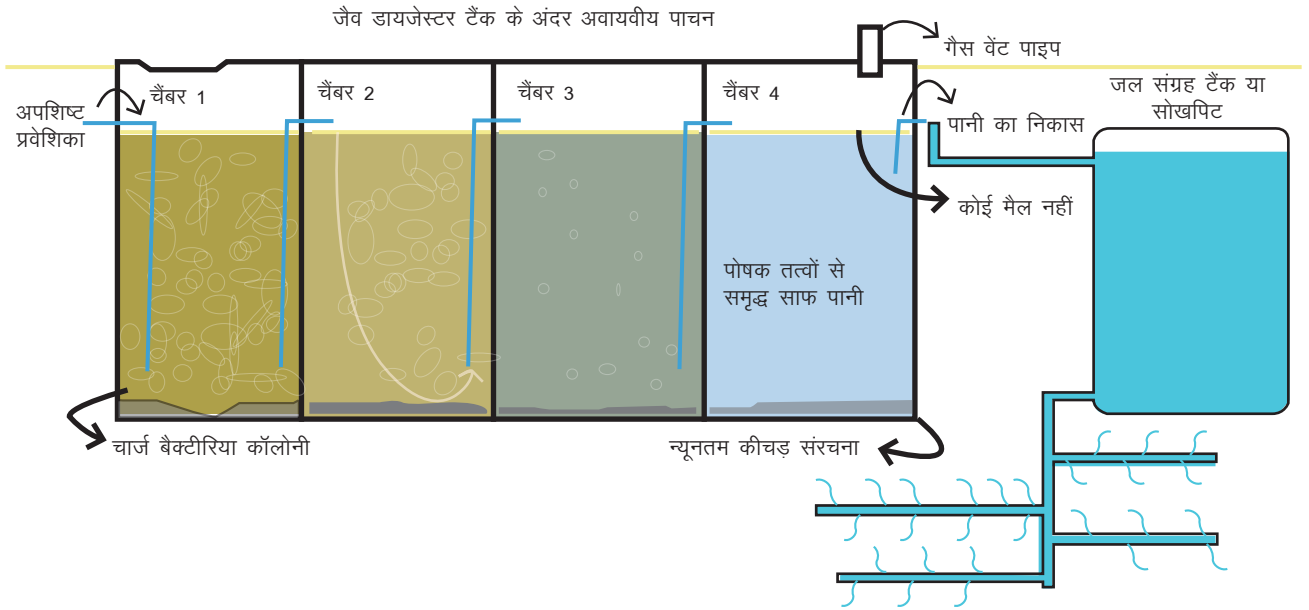 जैव डायजेस्टर टैंक के अंदर अवायवीय पाचन
गैस वेंट पाइप
अपशिष्ट
प्रवेशिका
चैंबर 1
चैंबर 2
चैंबर 3
चैंबर 4
पानी का निकास
जल संग्रह टैंक या
सोखपिट
कोई मैल नहीं
पोषक तत्वों से
समृद्ध साफ पानी
चार्ज बैक्टीरिया कॉलोनी
न्यूनतम कीचड़ संरचना